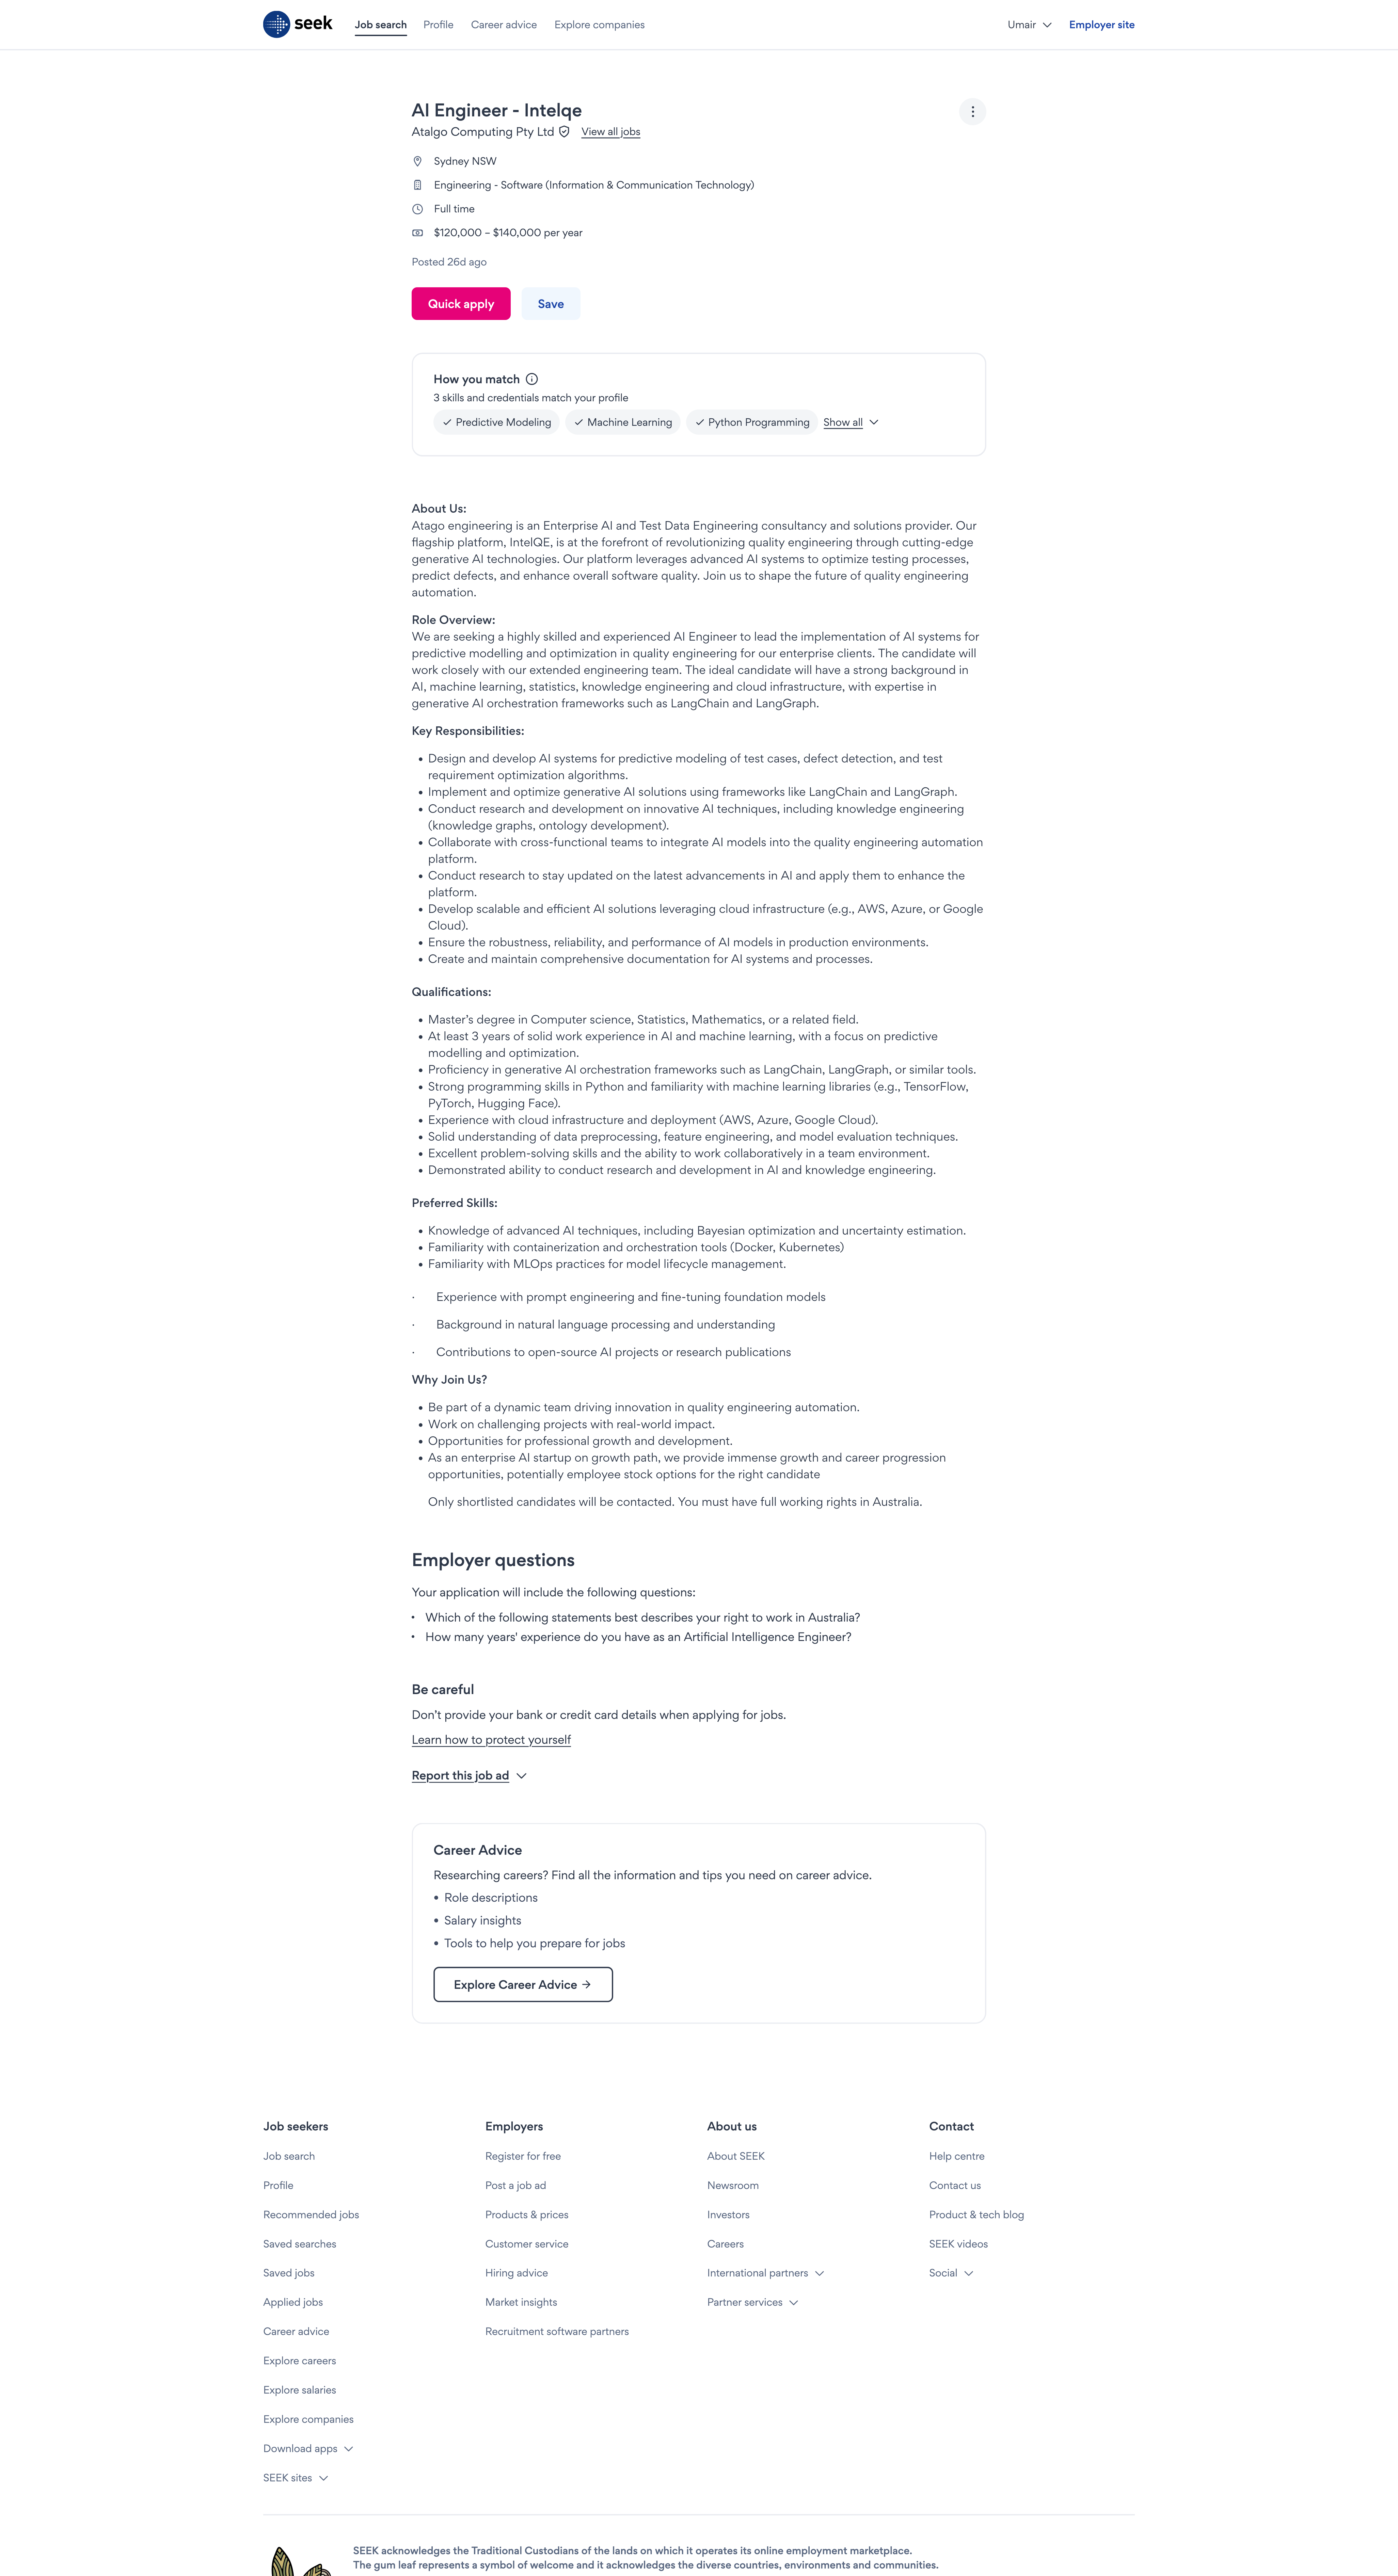 seek
Job search
Profile
Career advice
Explore companies
Umair
Employer site
AI Engineer - Intelqe
Atalgo Computing Pty Ltd
View all jobs
Sydney NSW
Engineering - Software (Information & Communication Technology)
Full time
$120,000 – $140,000 per year
Posted 26d ago
Quick apply
Save
How you match
3 skills and credentials match your profile
Predictive Modeling
Machine Learning
Python Programming
Show all
About Us:
Atago engineering is an Enterprise AI and Test Data Engineering consultancy and solutions provider. Our
flagship platform, IntelQE, is at the forefront of revolutionizing quality engineering through cutting-edge
generative AI technologies. Our platform leverages advanced AI systems to optimize testing processes,
predict defects, and enhance overall software quality. Join us to shape the future of quality engineering
automation.
Role Overview:
We are seeking a highly skilled and experienced AI Engineer to lead the implementation of AI systems for
predictive modelling and optimization in quality engineering for our enterprise clients. The candidate will
work closely with our extended engineering team. The ideal candidate will have a strong background in
AI, machine learning, statistics, knowledge engineering and cloud infrastructure, with expertise in
generative AI orchestration frameworks such as LangChain and LangGraph.
Key Responsibilities:
• Design and develop AI systems for predictive modeling of test cases, defect detection, and test
requirement optimization algorithms.
• Implement and optimize generative AI solutions using frameworks like LangChain and LangGraph.
• Conduct research and development on innovative AI techniques, including knowledge engineering
(knowledge graphs, ontology development).
• Collaborate with cross-functional teams to integrate AI models into the quality engineering automation
platform.
• Conduct research to stay updated on the latest advancements in AI and apply them to enhance the
platform.
• Develop scalable and efficient AI solutions leveraging cloud infrastructure (e.g., AWS, Azure, or Google
Cloud).
• Ensure the robustness, reliability, and performance of AI models in production environments.
• Create and maintain comprehensive documentation for AI systems and processes.
Qualifications:
• Master's degree in Computer science, Statistics, Mathematics, or a related field.
• At least 3 years of solid work experience in AI and machine learning, with a focus on predictive
modelling and optimization.
• Proficiency in generative AI orchestration frameworks such as LangChain, LangGraph, or similar tools.
• Strong programming skills in Python and familiarity with machine learning libraries (e.g., TensorFlow,
PyTorch, Hugging Face).
• Experience with cloud infrastructure and deployment (AWS, Azure, Google Cloud).
• Solid understanding of data preprocessing, feature engineering, and model evaluation techniques.
• Excellent problem-solving skills and the ability to work collaboratively in a team environment.
• Demonstrated ability to conduct research and development in AI and knowledge engineering.
Preferred Skills:
• Knowledge of advanced AI techniques, including Bayesian optimization and uncertainty estimation.
• Familiarity with containerization and orchestration tools (Docker, Kubernetes)
• Familiarity with MLOps practices for model lifecycle management.
· Experience with prompt engineering and fine-tuning foundation models
· Background in natural language processing and understanding
· Contributions to open-source AI projects or research publications
Why Join Us?
• Be part of a dynamic team driving innovation in quality engineering automation.
• Work on challenging projects with real-world impact.
• Opportunities for professional growth and development.
• As an enterprise AI startup on growth path, we provide immense growth and career progression
opportunities, potentially employee stock options for the right candidate
Only shortlisted candidates will be contacted. You must have full working rights in Australia.
Employer questions
Your application will include the following questions:
• Which of the following statements best describes your right to work in Australia?
• How many years' experience do you have as an Artificial Intelligence Engineer?
Be careful
Don't provide your bank or credit card details when applying for jobs.
Learn how to protect yourself
Report this job ad
Career Advice
Researching careers? Find all the information and tips you need on career advice.
• Role descriptions
• Salary insights
• Tools to help you prepare for jobs
Explore Career Advice →
Job seekers
Job search
Profile
Recommended jobs
Saved searches
Saved jobs
Applied jobs
Career advice
Explore careers
Explore salaries
Explore companies
Download apps
SEEK sites
Employers
Register for free
Post a job ad
Products & prices
Customer service
Hiring advice
Market insights
Recruitment software partners
About us
About SEEK
Newsroom
Investors
Careers
International partners
Partner services
Contact
Help centre
Contact us
Product & tech blog
SEEK videos
Social
SEEK acknowledges the Traditional Custodians of the lands on which it operates its online employment marketplace.
The gum leaf represents a symbol of welcome and it acknowledges the diverse countries, environments and communities.